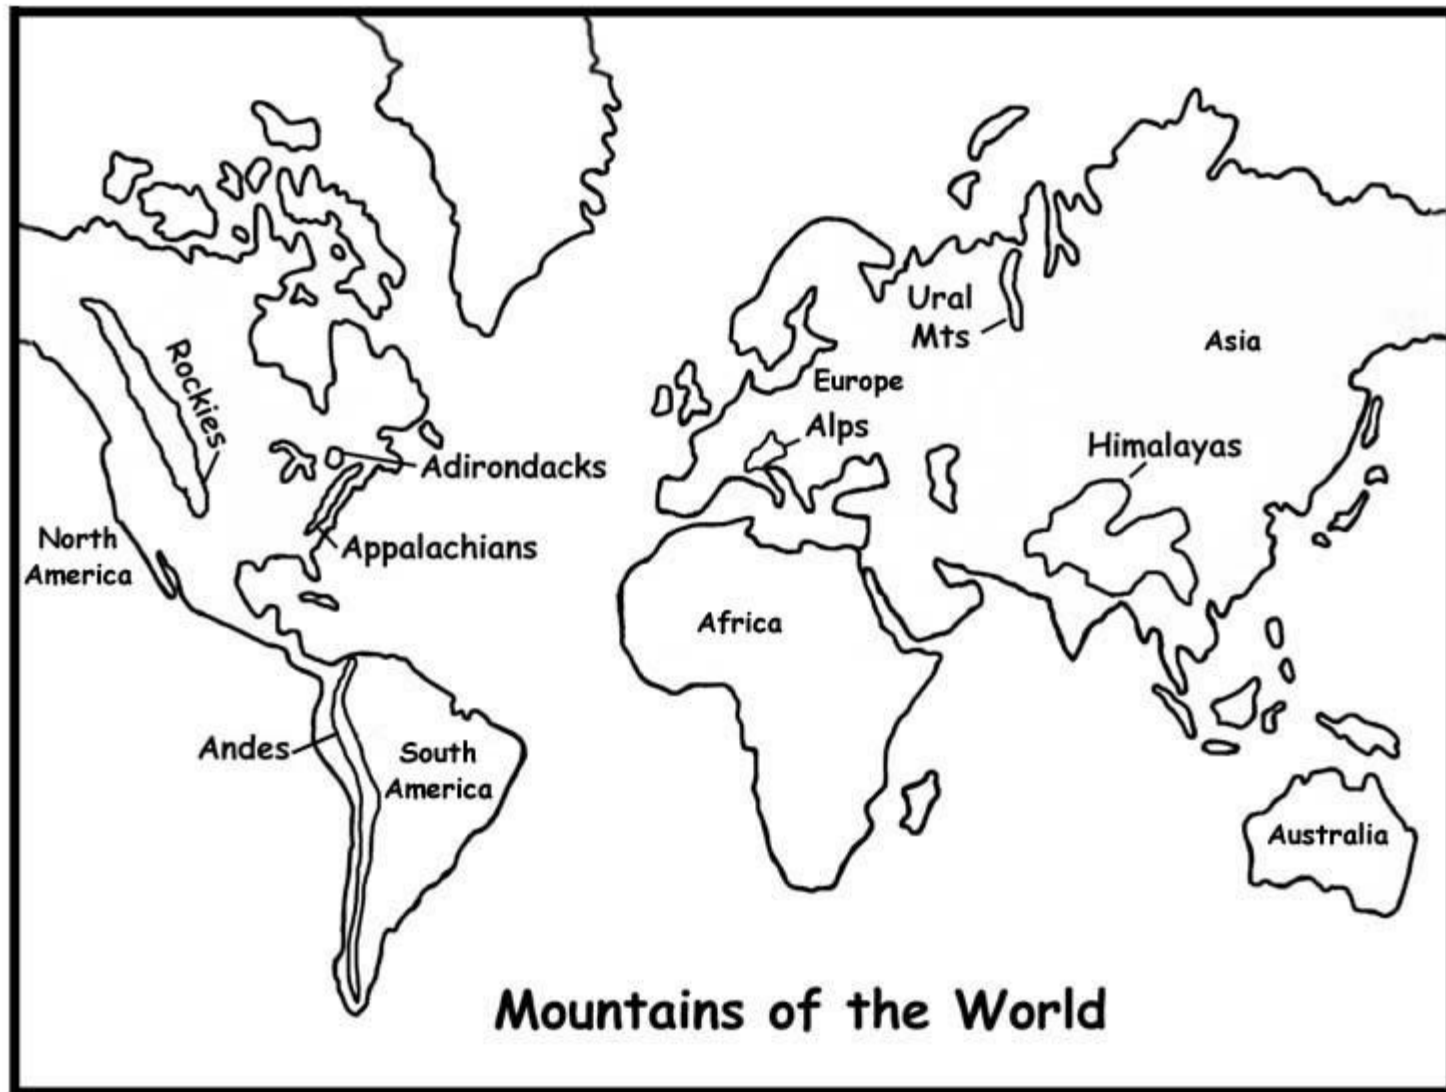 Ural
Mts
Asia
Rockies
Europe
Alps
Himalayas
Adirondacks
North
America
Appalachians
Africa
Andes
South
America
Australia
Mountains of the World